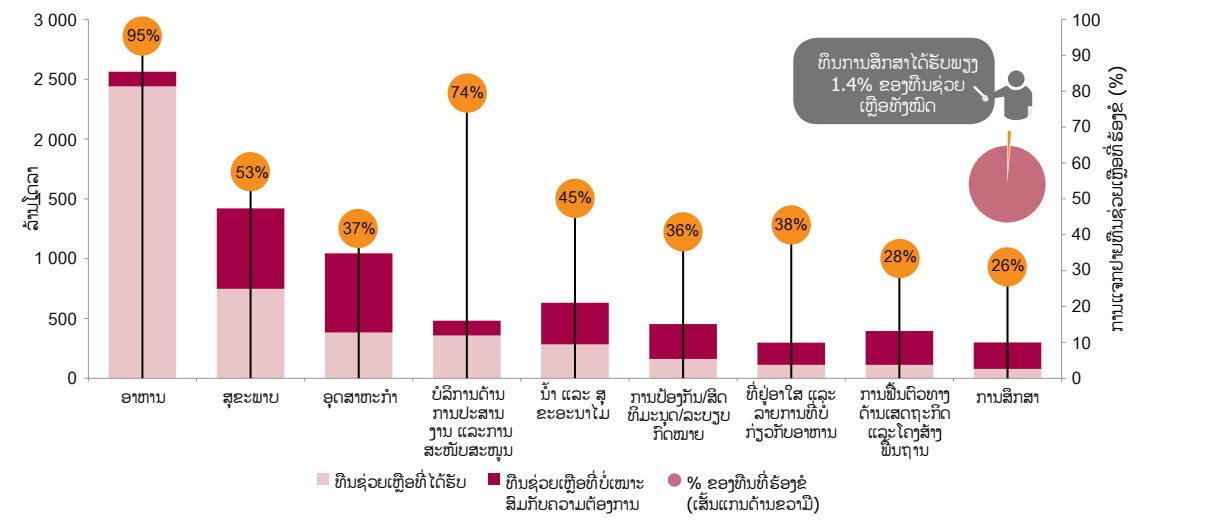 3 000
2 500
2 000
1 500
1 000
500
0
ລ້ານໂດລາ
100
90
80
70
60
50
40
30
20
10
0
ການແຈກຢາຍທຶນຊ່ວຍເຫຼືອທີ່ຮ້ອງຂໍ (%)
95%
53%
37%
74%
45%
36%
38%
28%
26%
ທຶນການສຶກສາໄດ້ຮັບພຽງ
1.4% ຂອງທຶນຊ່ວຍ
ເຫຼືອທັງໝົດ
ອາຫານ
ສຸຂະພາບ
ອຸດສາຫະກຳ
ບໍລິການດ້ານ
ການປະສານ
ງານ ແລະການ
ສະໜັບສະໜູນ
ນ້ຳ ແລະ ສຸ
ຂະອະນາໄມ
ການປ້ອງກັນ/ສິດ
ທິມະນຸດ/ລະບຽບ
ກົດໝາຍ
ທີ່ຢູ່ອາໃສ ແລະ
ລາຍການທີ່ບໍ່
ກ່ຽວກັບອາຫານ
ການຟື້ນຕົວທາງ
ດ້ານເສດຖະກິດ
ແລະໂຄງສ້າງ
ພື້ນຖານ
ການສຶກສາ
ທຶນຊ່ວຍເຫຼືອທີ່ໄດ້ຮັບ
ທຶນຊ່ວຍເຫຼືອທີ່ບໍ່ເໝາະ
ສົມກັບຄວາມຕ້ອງການ
% ຂອງທຶນທີ່ຮ້ອງຂໍ
(ເສັ້ນແກນດ້ານຂວາມື)